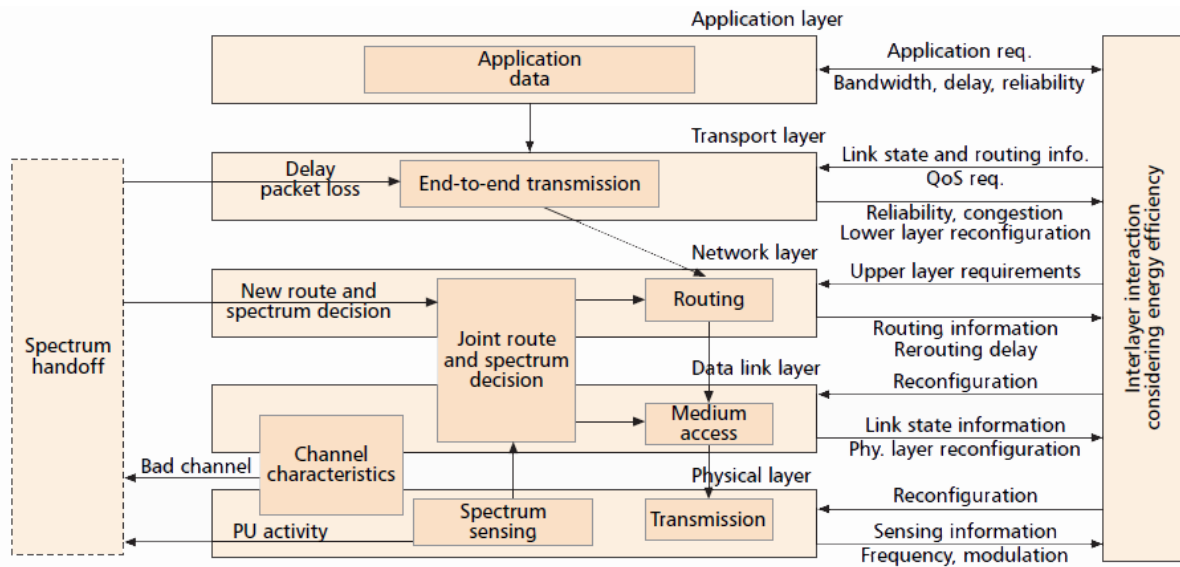 Application layer
Application
data
Application req.
Bandwidth, delay, reliability
Transport layer
Delay
packet loss
End-to-end transmission
Link state and routing info.
QoS req.
Reliability, congestion
Lower layer reconfiguration
Network layer
New route and
spectrum decision
Joint route
and spectrum
decision
Routing
Upper layer requirements
Routing information
Rerouting delay
Spectrum
handoff
Data link layer
Medium
access
Reconfiguration
Link state information
Phy. layer reconfiguration
Channel
characteristics
Bad channel
Physical layer
PU activity
Spectrum
sensing
Transmission
Reconfiguration
Sensing information
Frequency, modulation
Interlayer interaction
considering energy efficiency